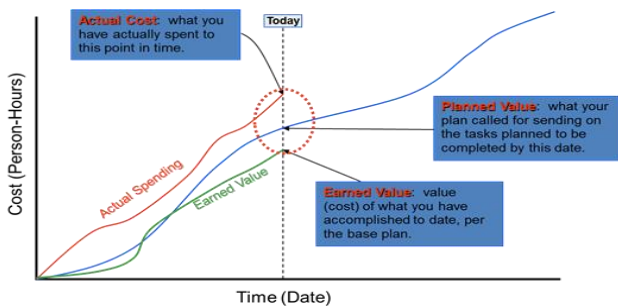 Today
Actual Cost: what you
have actually spent to
this point in time.
Planned Value: what your
plan called for sending on
the tasks planned to be
completed by this date.
Actual Spending
Earned Value
Earned Value: value
(cost) of what you have
accomplished to date, per
the base plan.
Cost (Person-Hours)
Time (Date)